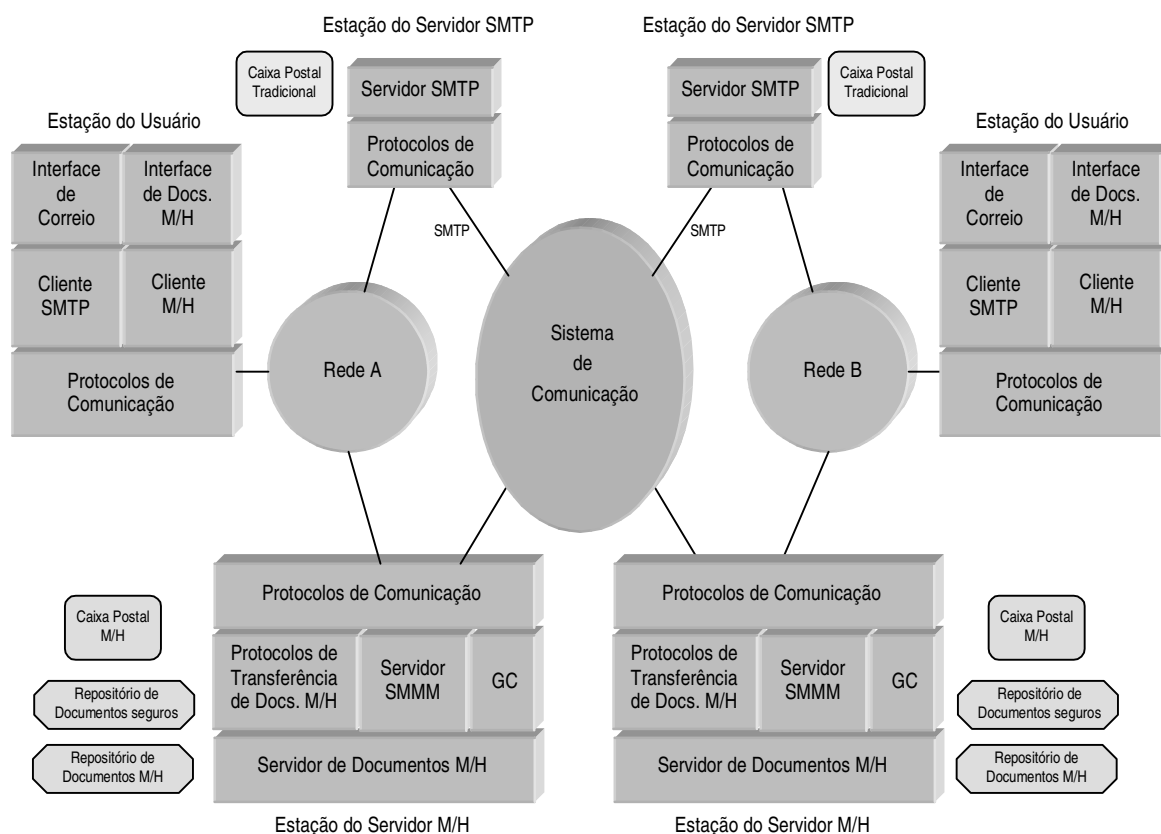 Estação do Servidor SMTP
Estação do Servidor SMTP
Caixa Postal
Tradicional
Servidor SMTP
Protocolos de
Comunicação
Servidor SMTP
Protocolos de
Comunicação
Caixa Postal
Tradicional
Estação do Usuário
Interface
de
Correio
Interface
de Docs.
M/H
Cliente
SMTP
Cliente
M/H
Protocolos de
Comunicação
SMTP
SMTP
Rede A
Sistema
de
Comunicação
Rede B
Estação do Usuário
Interface
de
Correio
Interface
de Docs.
M/H
Cliente
SMTP
Cliente
M/H
Protocolos de
Comunicação
Caixa Postal
M/H
Repositório de
Documentos seguros
Repositório de
Documentos M/H
Protocolos de Comunicação
Protocolos de
Transferência
de Docs. M/H
Servidor
SMMM
GC
Servidor de Documentos M/H
Estação do Servidor M/H
Protocolos de Comunicação
Protocolos de
Transferência
de Docs. M/H
Servidor
SMMM
GC
Servidor de Documentos M/H
Estação do Servidor M/H
Caixa Postal
M/H
Repositório de
Documentos seguros
Repositório de
Documentos M/H